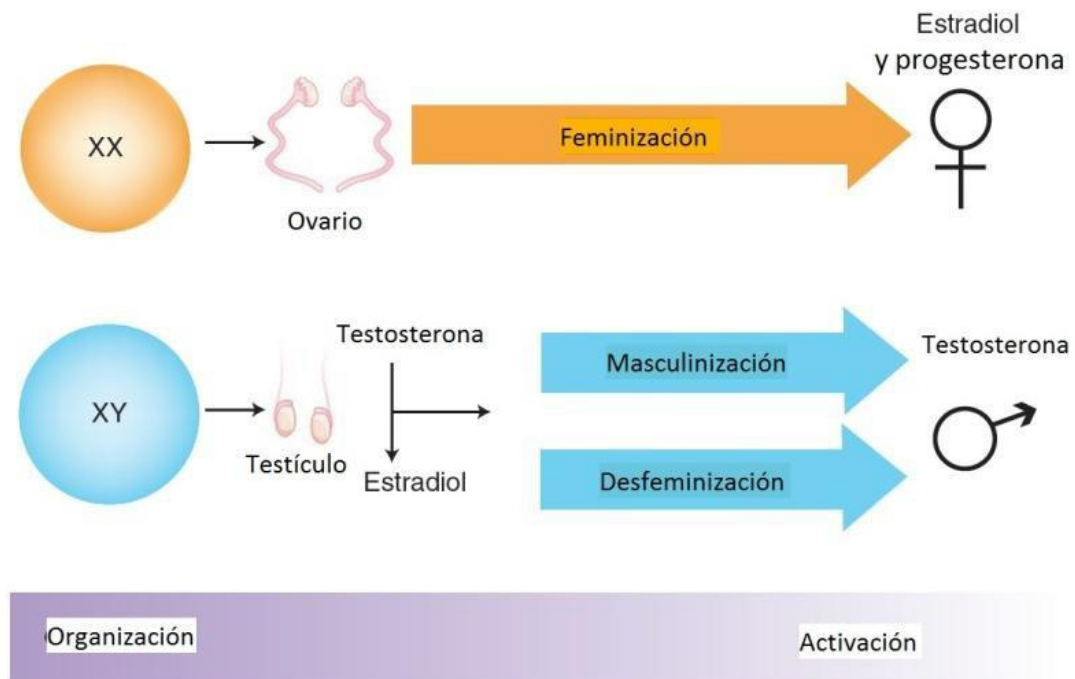 Estradiol
y progesterona
XX
Feminización
Ovario
Testosterona
Masculinización
Testosterona
XY
Testículo
Estradiol
Desfeminización
Organización
Activación